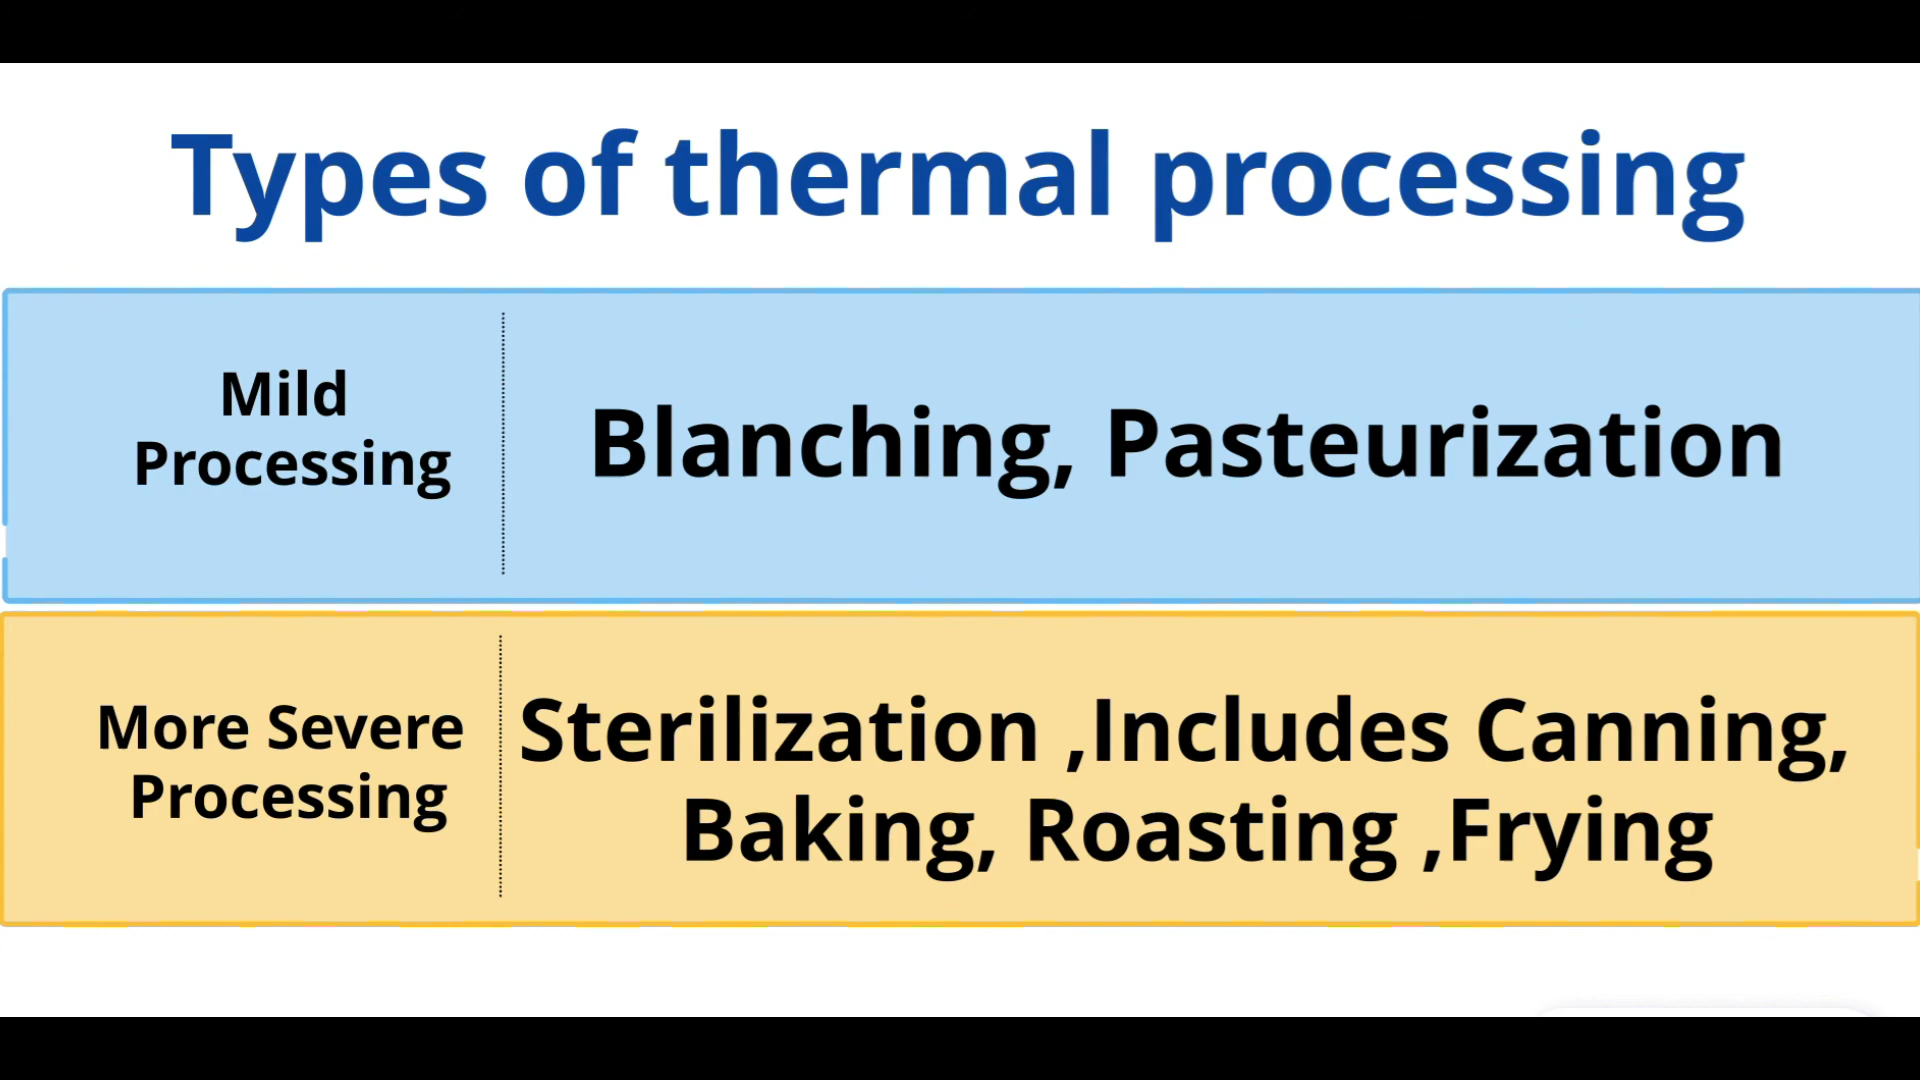 Types of thermal processing
Mild
Processing
Blanching, Pasteurization
More Severe
Processing
Sterilization ,Includes Canning,
Baking, Roasting ,Frying